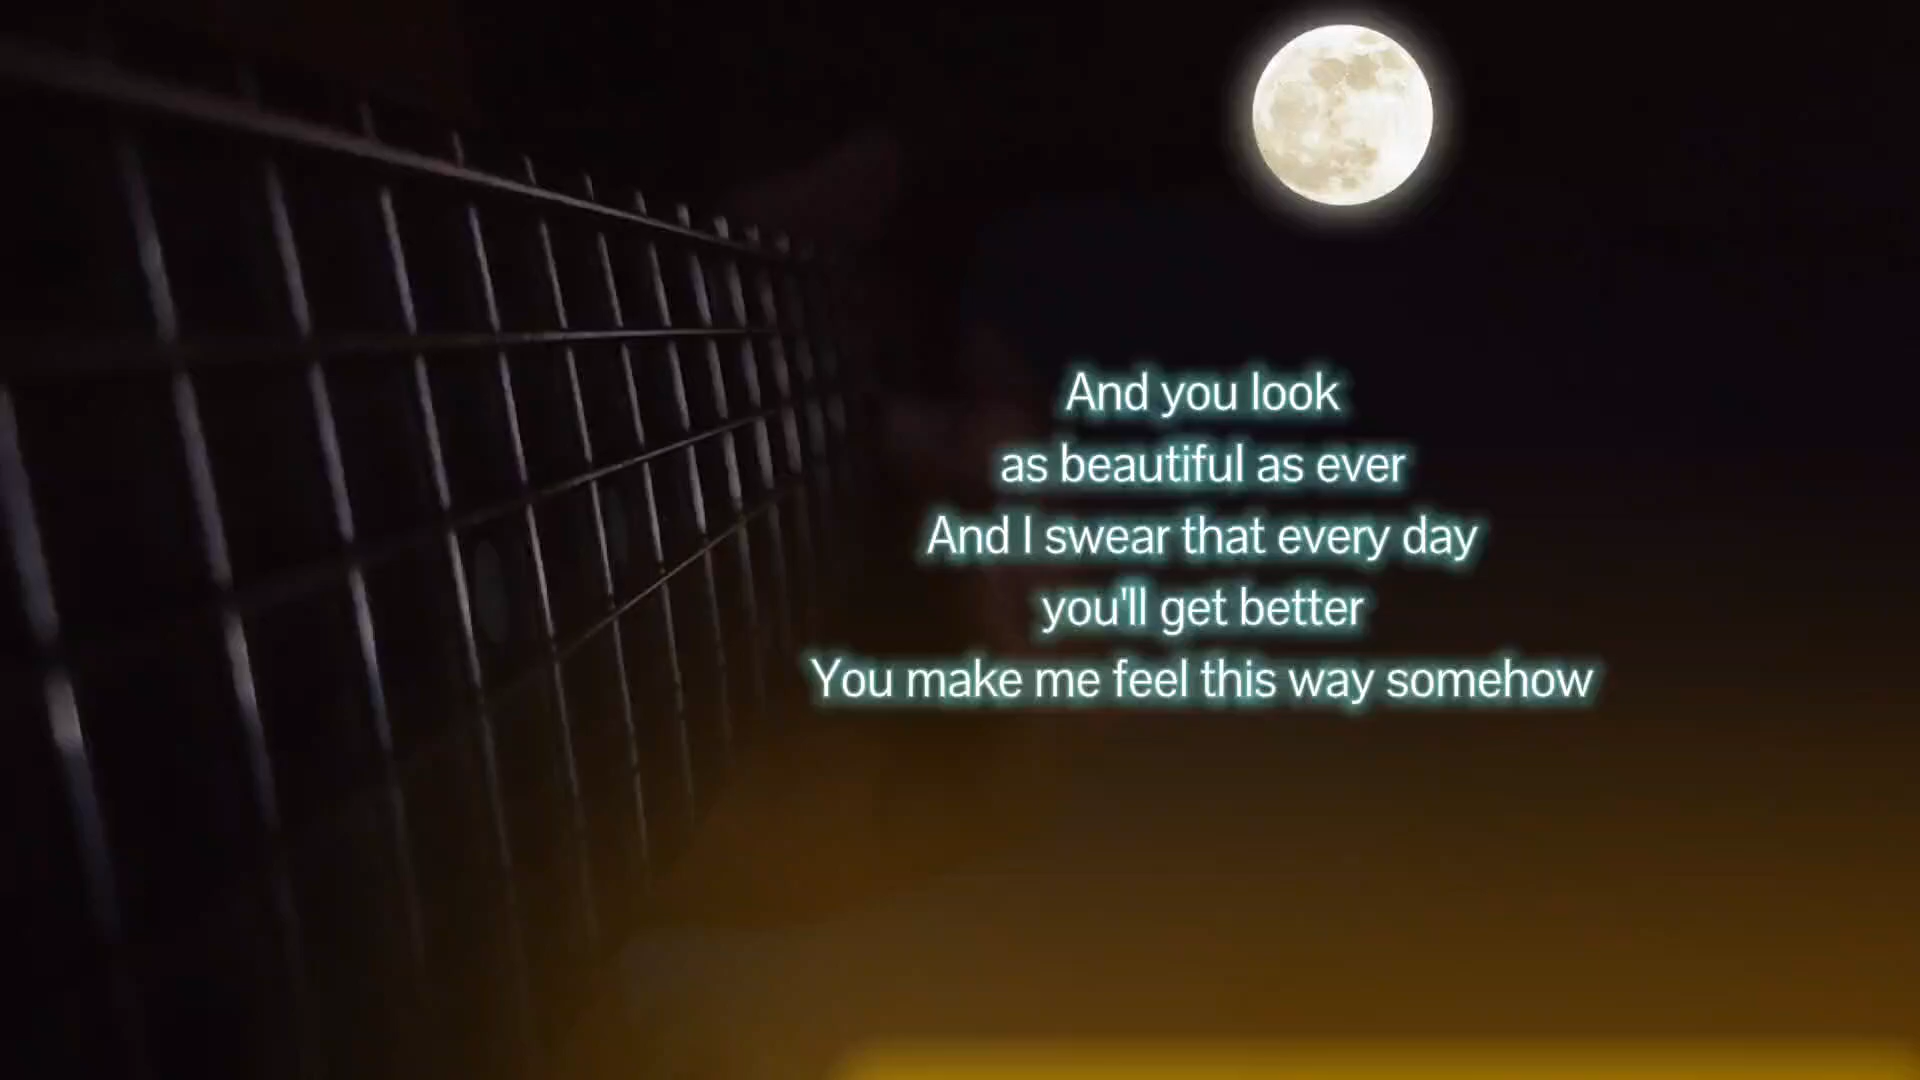 And you look
as beautiful as ever
And I swear that every day
you'll get better
You make me feel this way somehow